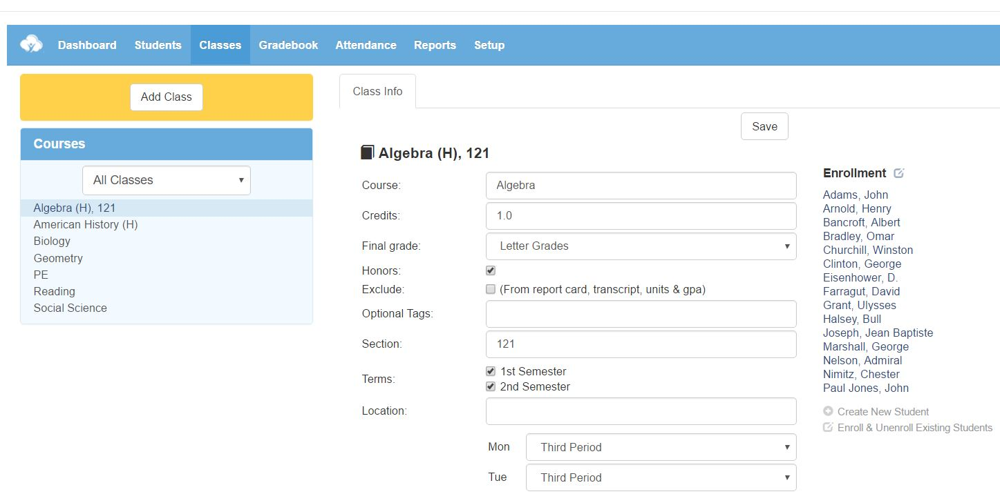 Dashboard Students Classes Gradebook Attendance Reports Setup
Add Class
Courses
All Classes
Algebra (H), 121
American History (H)
Biology
Geometry
PE
Reading
Social Science
Class Info
Save
Algebra (H), 121
Course: Algebra
Credits: 1.0
Final grade: Letter Grades
Honors:
Exclude: (From report card, transcript, units & gpa)
Optional Tags:
Section: 121
Terms: 1st Semester
2nd Semester
Location:
Mon Third Period
Tue Third Period
Enrollment
Adams, John
Arnold, Henry
Bancroft, Albert
Bradley, Omar
Churchill, Winston
Clinton, George
Eisenhower, D.
Farragut, David
Grant, Ulysses
Halsey, Bull
Joseph, Jean Baptiste
Marshall, George
Nelson, Admiral
Nimitz, Chester
Paul Jones, John
Create New Student
Enroll & Unenroll Existing Students